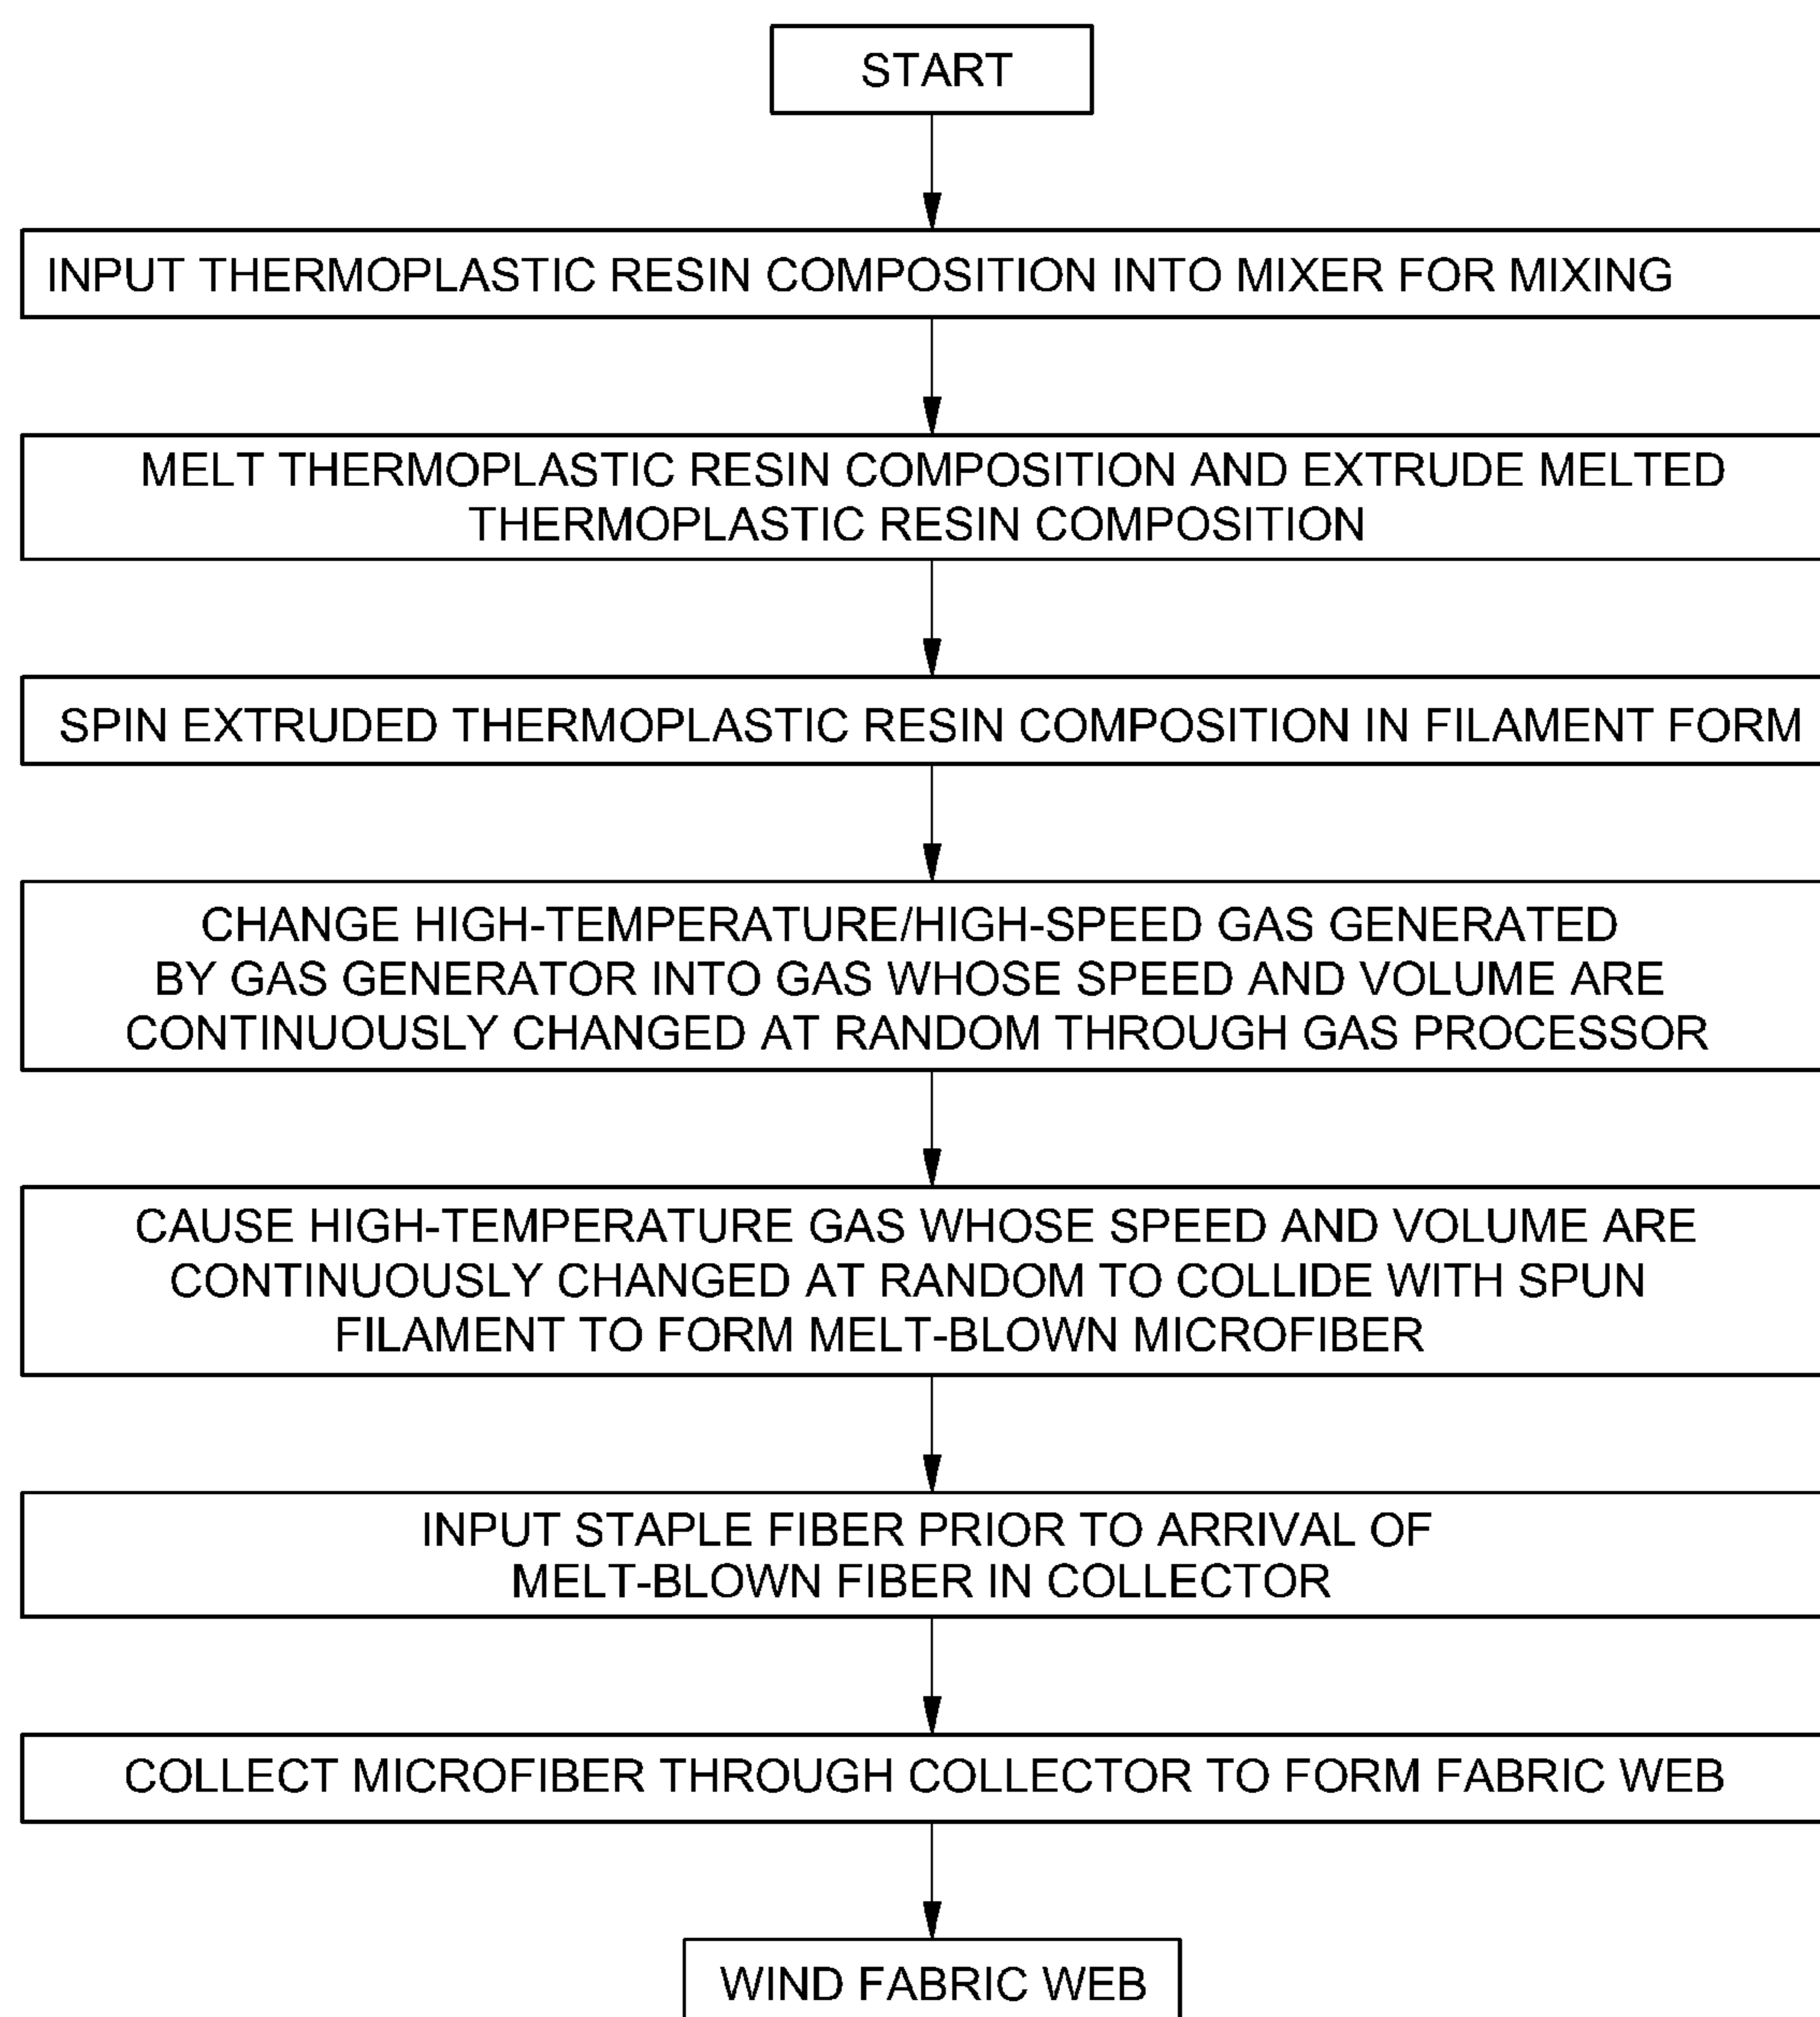 START
INPUT THERMOPLASTIC RESIN COMPOSITION INTO MIXER FOR MIXING
MELT THERMOPLASTIC RESIN COMPOSITION AND EXTRUDE MELTED
THERMOPLASTIC RESIN COMPOSITION
SPIN EXTRUDED THERMOPLASTIC RESIN COMPOSITION IN FILAMENT FORM
CHANGE HIGH-TEMPERATURE/HIGH-SPEED GAS GENERATED
BY GAS GENERATOR INTO GAS WHOSE SPEED AND VOLUME ARE
CONTINUOUSLY CHANGED AT RANDOM THROUGH GAS PROCESSOR
CAUSE HIGH-TEMPERATURE GAS WHOSE SPEED AND VOLUME ARE
CONTINUOUSLY CHANGED AT RANDOM TO COLLIDE WITH SPUN
FILAMENT TO FORM MELT-BLOWN MICROFIBER
INPUT STAPLE FIBER PRIOR TO ARRIVAL OF
MELT-BLOWN FIBER IN COLLECTOR
COLLECT MICROFIBER THROUGH COLLECTOR TO FORM FABRIC WEB
WIND FABRIC WEB